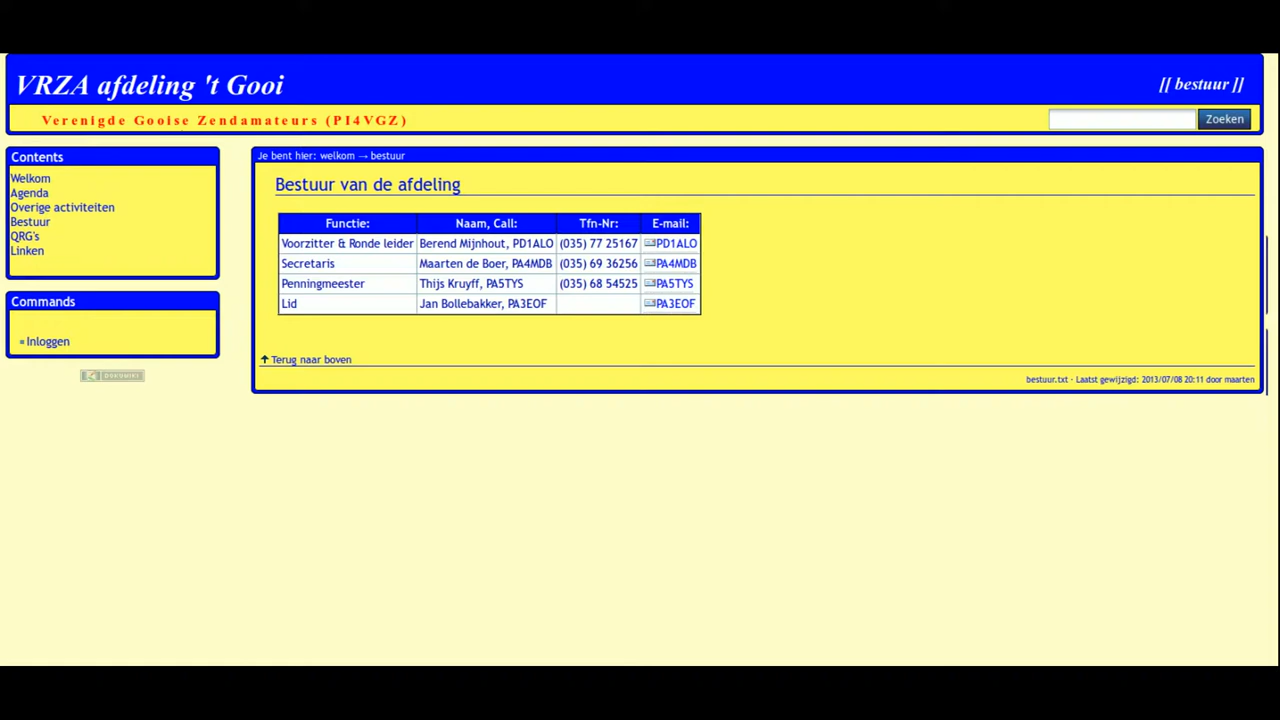 VRZA afdeling 't Gooi
[[ bestuur ]]
Verenigde Gooise Zendamateurs (PI4VGZ)
Zoeken
Contents
Welkom
Agenda
Overige activiteiten
Bestuur
QRG's
Linken
Commands
Inloggen
DOKUWIKI
Je bent hier: welkom → bestuur
Bestuur van de afdeling
Functie: Naam, Call: Tfn-Nr: E-mail:
Voorzitter & Ronde leider Berend Mijnhout, PD1ALO (035) 77 25167 PD1ALO
Secretaris Maarten de Boer, PA4MDB (035) 69 36256 PA4MDB
Penningmeester Thijs Kruyff, PA5TYS (035) 68 54525 PA5TYS
Lid Jan Bollebakker, PA3EOF PA3EOF
Terug naar boven
bestuur.txt · Laatst gewijzigd: 2013/07/08 20:11 door maarten